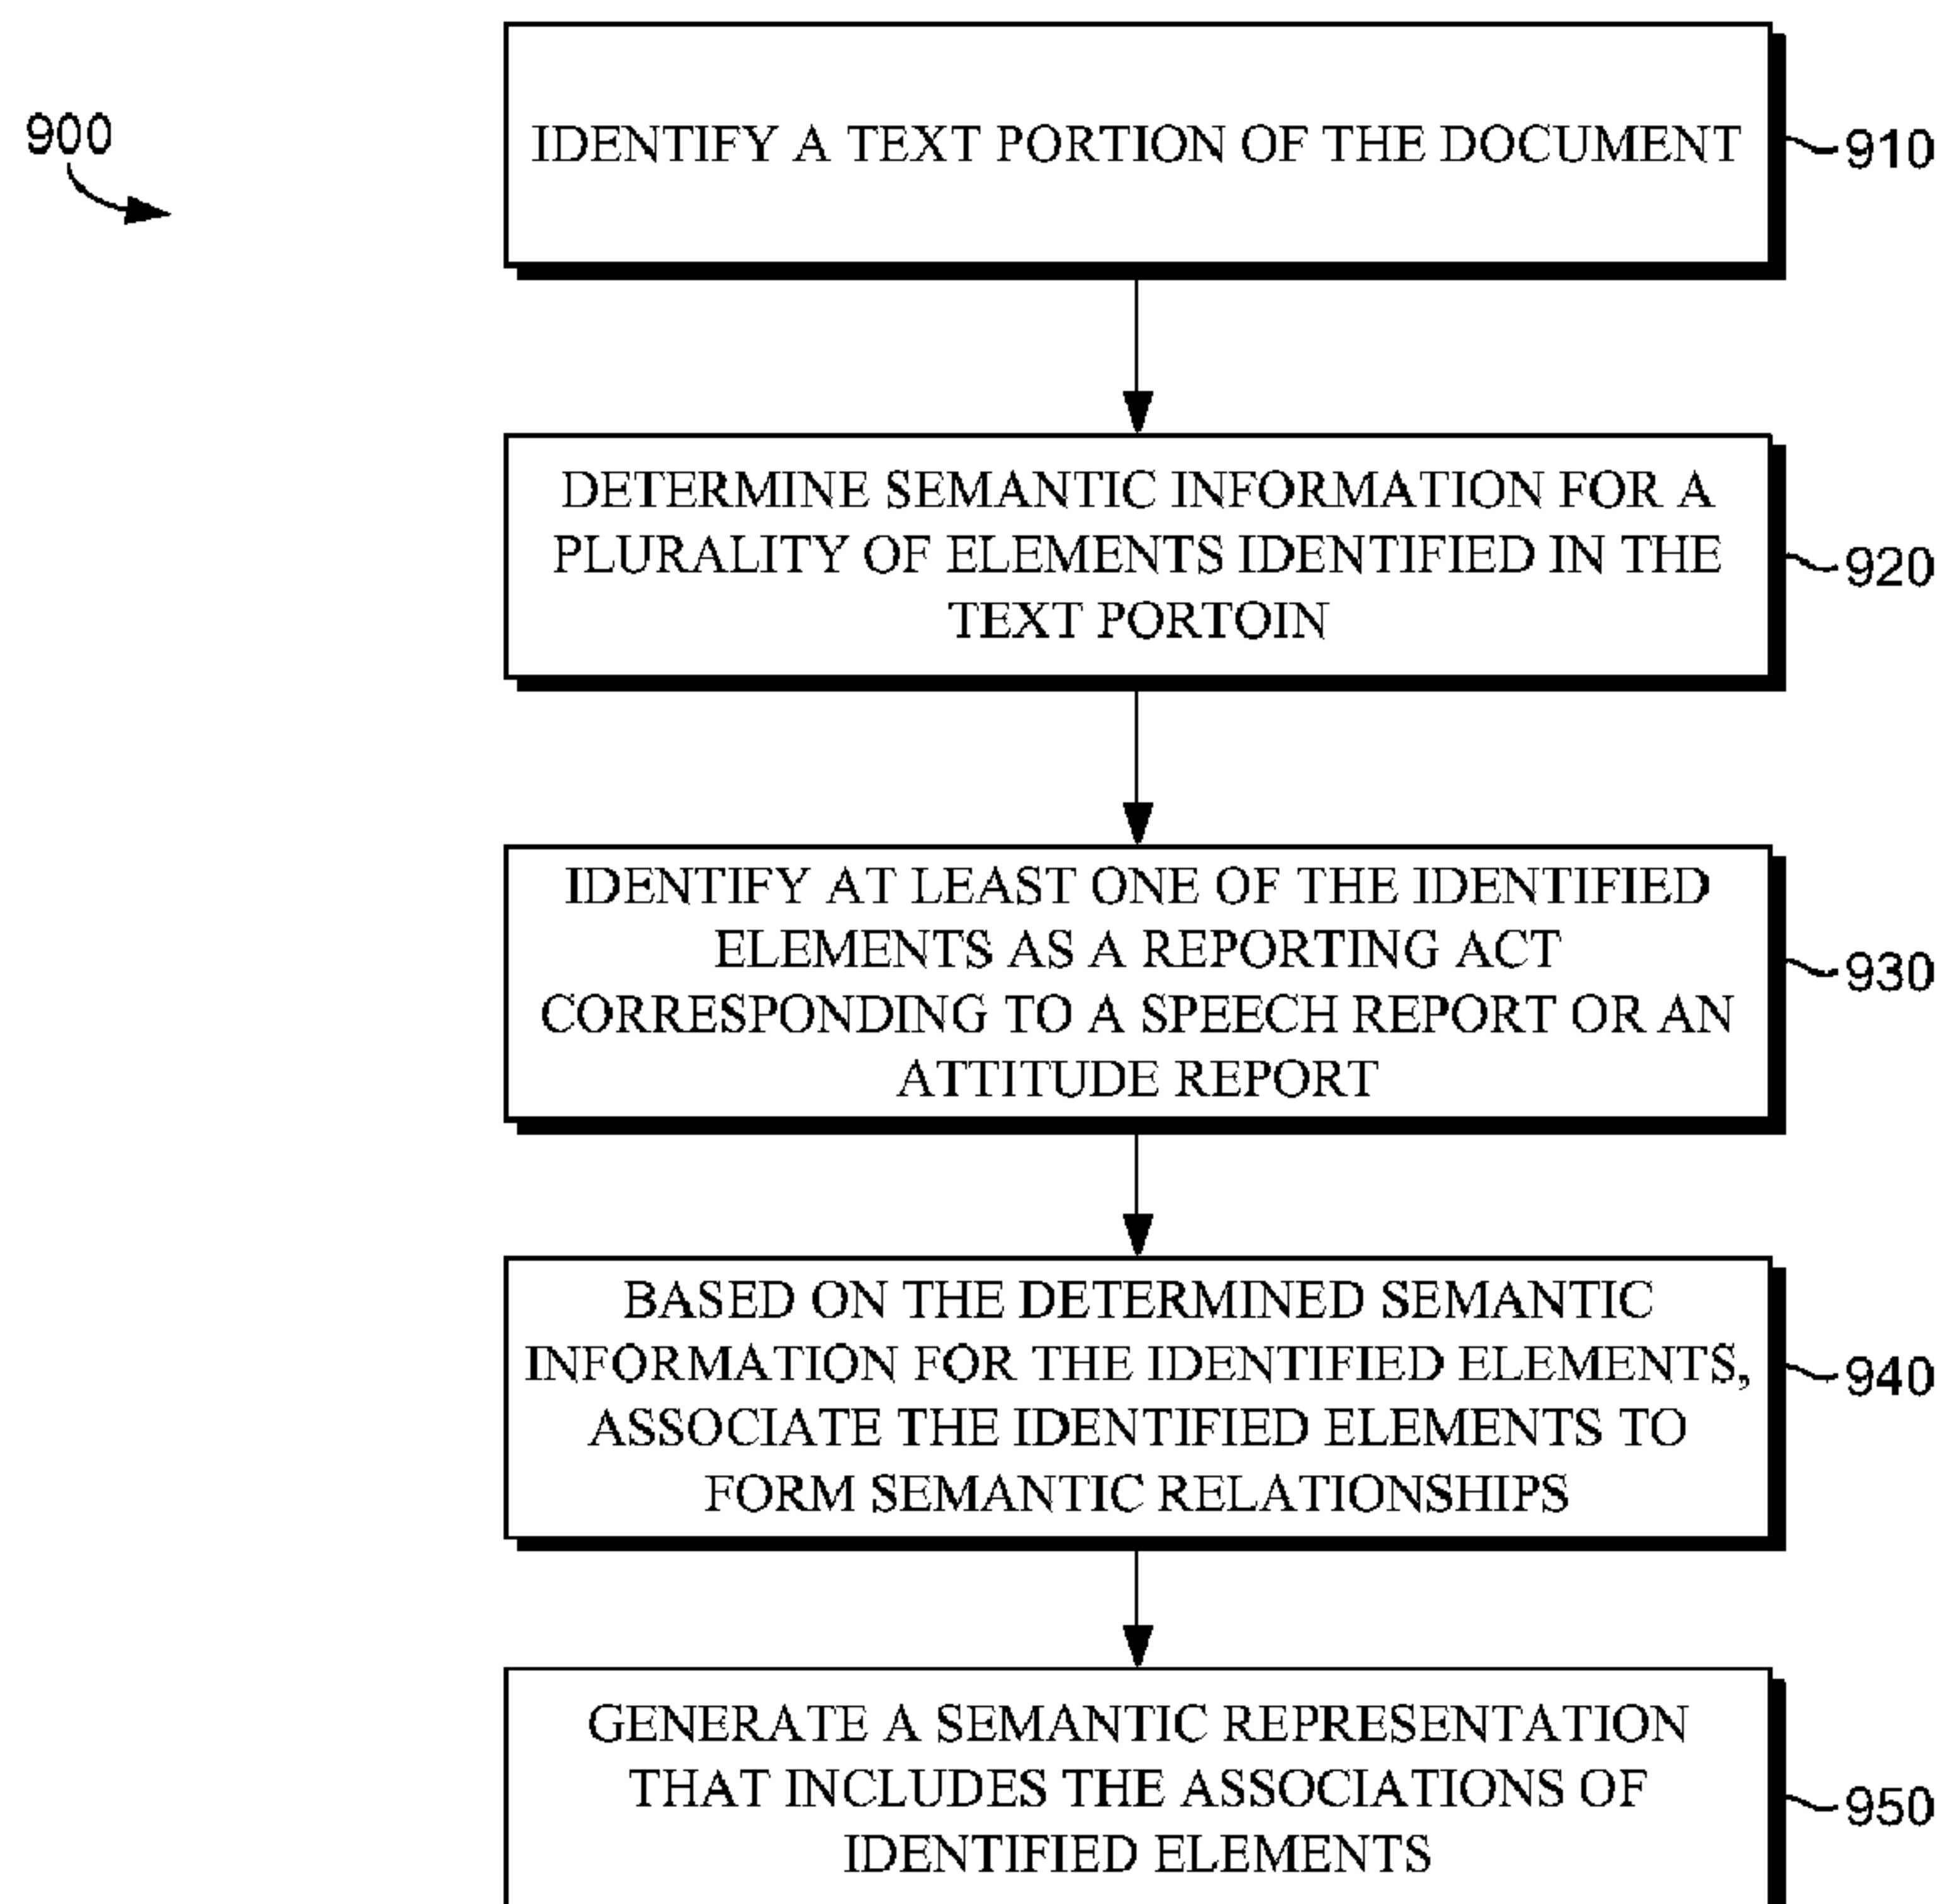 900
IDENTIFY A TEXT PORTION OF THE DOCUMENT
910
DETERMINE SEMANTIC INFORMATION FOR A
PLURALITY OF ELEMENTS IDENTIFIED IN THE
TEXT PORTOIN
920
IDENTIFY AT LEAST ONE OF THE IDENTIFIED
ELEMENTS AS A REPORTING ACT
CORRESPONDING TO A SPEECH REPORT OR AN
ATTITUDE REPORT
930
BASED ON THE DETERMINED SEMANTIC
INFORMATION FOR THE IDENTIFIED ELEMENTS,
ASSOCIATE THE IDENTIFIED ELEMENTS TO
FORM SEMANTIC RELATIONSHIPS
940
GENERATE A SEMANTIC REPRESENTATION
THAT INCLUDES THE ASSOCIATIONS OF
IDENTIFIED ELEMENTS
950